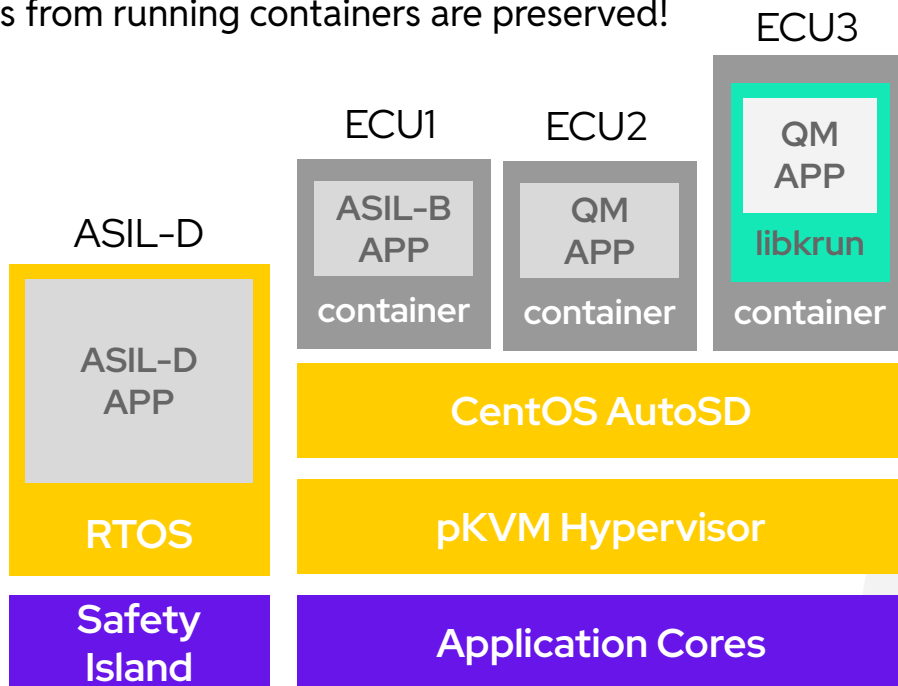 s from running containers are preserved!
ECU3
ECU1
ECU2
QM
APP
libkrun
container
ASIL-B
APP
container
QM
APP
container
ASIL-D
ASIL-D
APP
RTOS
CentOS AutoSD
pKVM Hypervisor
Safety
Island
Application Cores